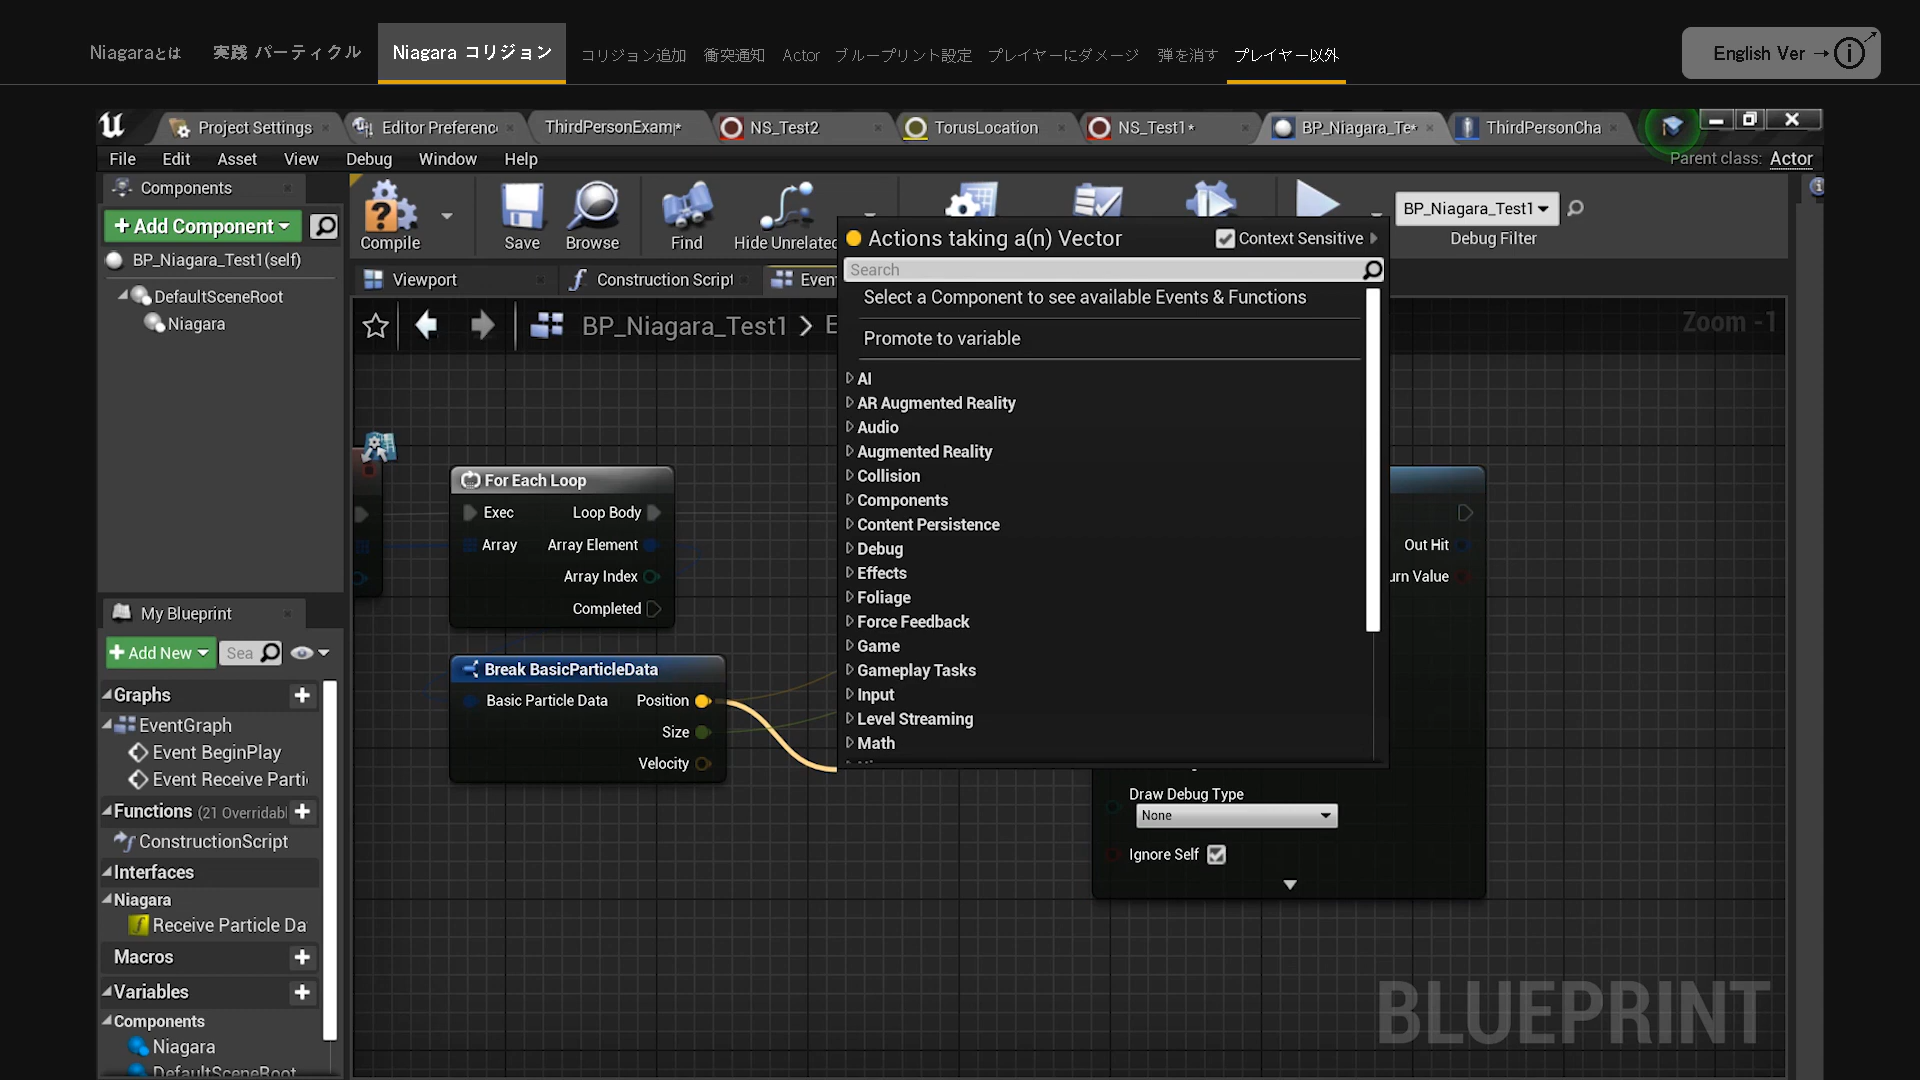 Niagaraとは
実践 パーティクル
Niagara コリジョン
コリジョン追加
衝突通知
Actor
ブループリント設定
プレイヤーにダメージ
弾を消す
プレイヤー以外
English Ver →
Project Settings
Editor Preferenc
ThirdPersonExam*
NS_Test2
TorusLocation
NS_Test1*
BP_Niagara_Te*
ThirdPersonCha
File
Edit
Asset
View
Debug
Window
Help
Parent class: Actor
Components
+ Add Component
Compile
Save
Browse
Find
Hide Unrelated
BP_Niagara_Test1
Debug Filter
BP_Niagara_Test1(self)
DefaultSceneRoot
Niagara
Viewport
Construction Script
Even
BP_Niagara_Test1 > E
Zoom -1
Actions taking a(n) Vector
Context Sensitive
Search
Select a Component to see available Events & Functions
Promote to variable
AI
AR Augmented Reality
Audio
Augmented Reality
Collision
Components
Content Persistence
Debug
Effects
Foliage
Force Feedback
Game
Gameplay Tasks
Input
Level Streaming
Math
For Each Loop
Exec
Loop Body
Array
Array Element
Array Index
Completed
Break BasicParticleData
Basic Particle Data
Position
Size
Velocity
Out Hit
urn Value
Draw Debug Type
None
Ignore Self
My Blueprint
+ Add New
Sea
Graphs
EventGraph
Event BeginPlay
Event Receive Parti
Functions (21 Overridabl
ConstructionScript
Interfaces
Niagara
Receive Particle Da
Macros
Variables
Components
Niagara
DefaultSceneRoot
BLUEPRINT